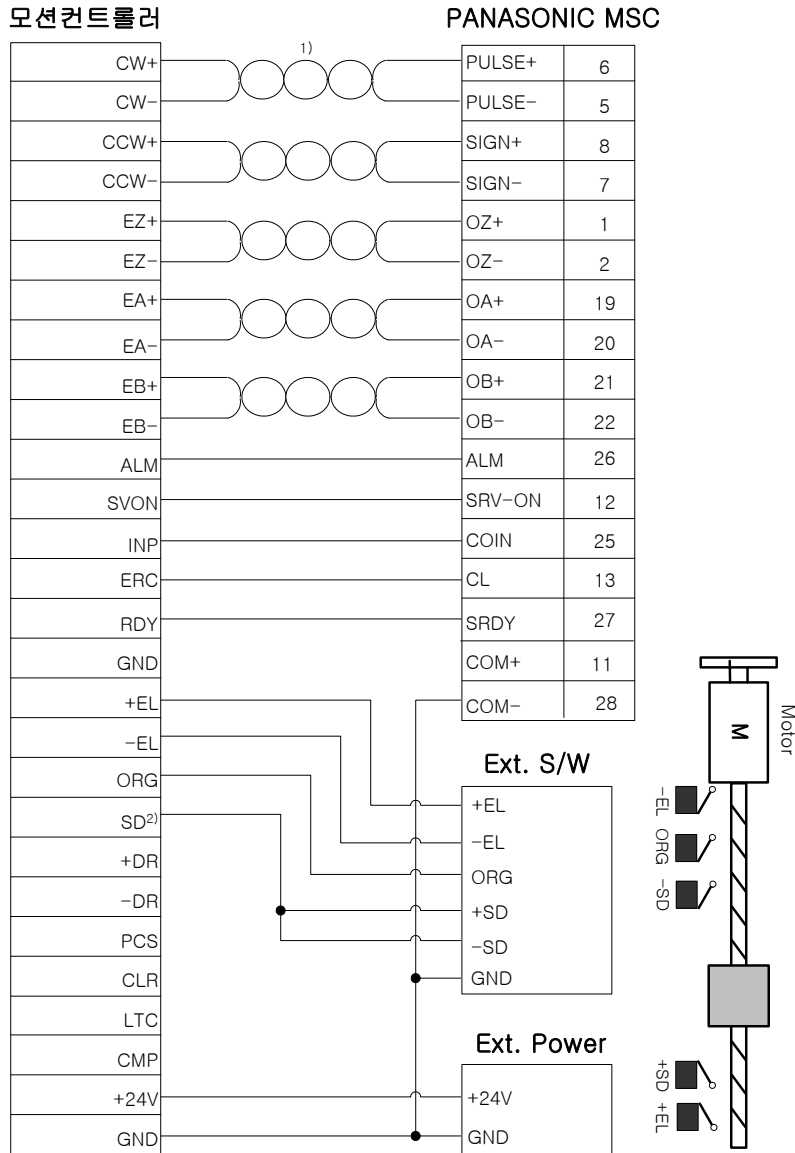 모션컨트롤러 PANASONIC MSC
1)
CW+ PULSE+ 6
CW- PULSE- 5
CCW+ SIGN+ 8
CCW- SIGN- 7
EZ+ OZ+ 1
EZ- OZ- 2
EA+ OA+ 19
EA- OA- 20
EB+ OB+ 21
EB- OB- 22
ALM ALM 26
SVON SRV-ON 12
INP COIN 25
ERC CL 13
RDY SRDY 27
GND COM+ 11
+EL COM- 28
-EL
ORG
SD2)
+DR
-DR
PCS
CLR
LTC
CMP
+24V
GND
Ext. S/W
+EL
-EL
ORG
+SD
-SD
GND
Ext. Power
+24V
GND
Motor
M
-EL
ORG
-SD
+SD
+EL